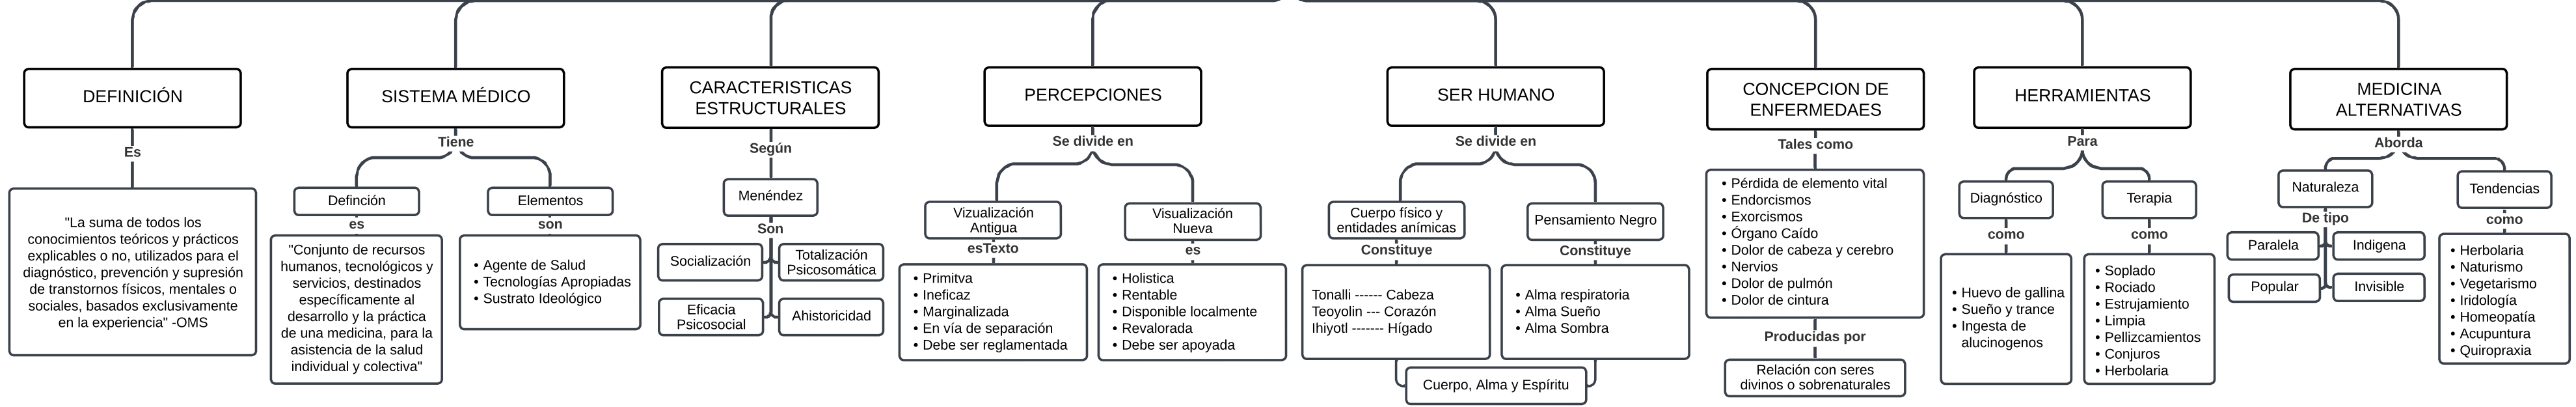 DEFINICIÓN
Es
"La suma de todos los
conocimientos teóricos y prácticos
explicables o no, utilizados para el
diagnóstico, prevención y supresión
de transtornos físicos, mentales o
sociales, basados exclusivamente
en la experiencia" -OMS
SISTEMA MÉDICO
Tiene
Definción
es
"Conjunto de recursos
humanos, tecnológicos y
servicios, destinados
específicamente al
desarrollo y la práctica
de una medicina, para la
asistencia de la salud
individual y colectiva"
Elementos
son
• Agente de Salud
• Tecnologías Apropiadas
• Sustrato Ideológico
CARACTERISTICAS
ESTRUCTURALES
Según
Menéndez
Son
Socialización
Totalización
Psicosomática
Eficacia
Psicosocial
Ahistoricidad
PERCEPCIONES
Se divide en
Vizualización
Antigua
esTexto
• Primitva
• Ineficaz
• Marginalizada
• En vía de separación
• Debe ser reglamentada
Visualización
Nueva
es
• Holistica
• Rentable
• Disponible localmente
• Revalorada
• Debe ser apoyada
SER HUMANO
Se divide en
Cuerpo físico y
entidades anímicas
Constituye
Tonalli ------ Cabeza
Teoyolin --- Corazón
Ihiyotl ------- Hígado
Pensamiento Negro
Constituye
• Alma respiratoria
• Alma Sueño
• Alma Sombra
Cuerpo, Alma y Espíritu
CONCEPCION DE
ENFERMEDAES
Tales como
• Pérdida de elemento vital
• Endorcismos
• Exorcismos
• Órgano Caído
• Dolor de cabeza y cerebro
• Nervios
• Dolor de pulmón
• Dolor de cintura
Producidas por
Relación con seres
divinos o sobrenaturales
HERRAMIENTAS
Para
Diagnóstico
como
• Huevo de gallina
• Sueño y trance
• Ingesta de
alucinogenos
Terapia
como
• Soplado
• Rociado
• Estrujamiento
• Limpia
• Pellizcamientos
• Conjuros
• Herbolaria
MEDICINA
ALTERNATIVAS
Aborda
Naturaleza
De tipo
Paralela
Indigena
Popular
Invisible
Tendencias
como
• Herbolaria
• Naturismo
• Vegetarismo
• Iridología
• Homeopatía
• Acupuntura
• Quiropraxia